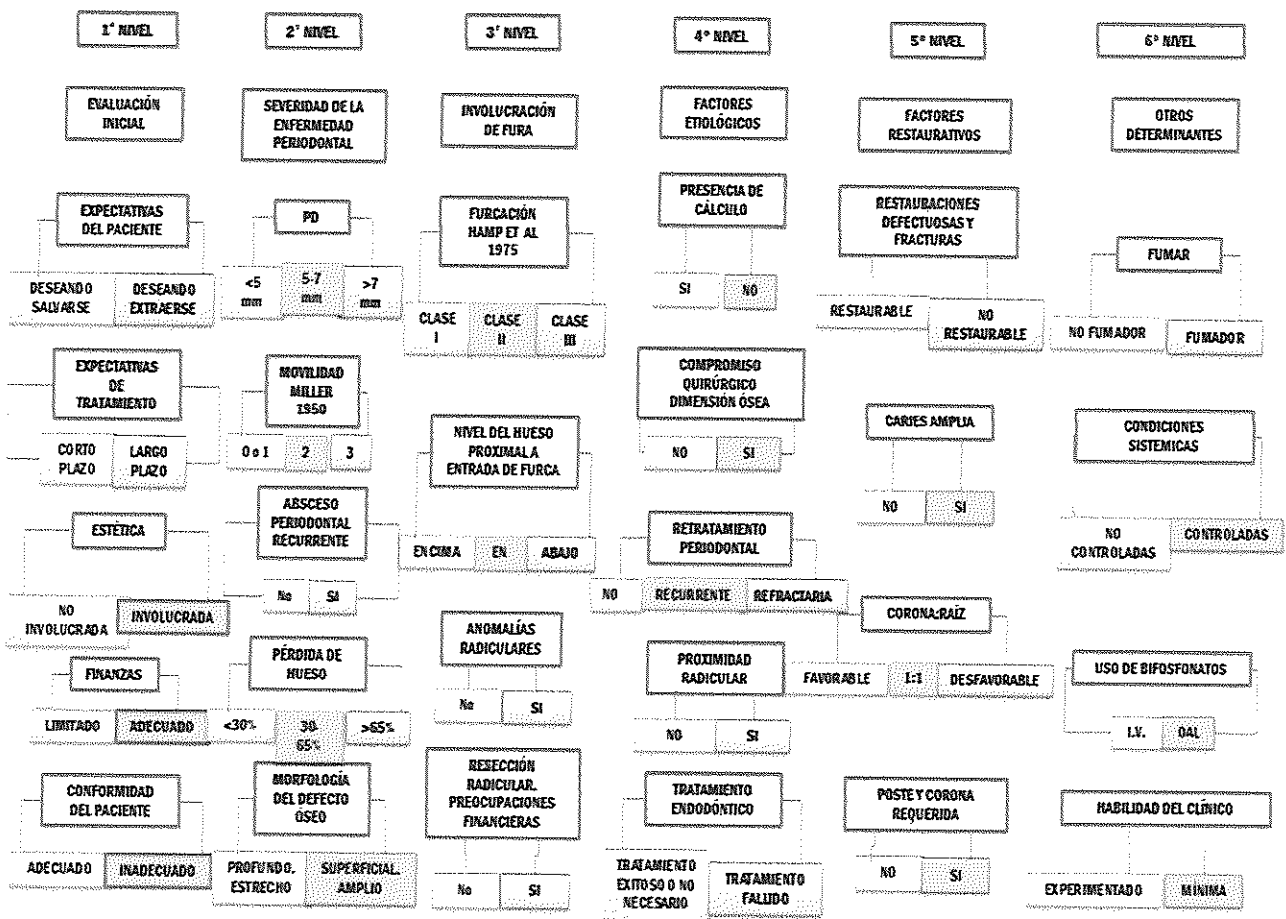 1º NIVEL
EVALUACIÓN
INICIAL
EXPECTATIVAS
DEL PACIENTE
DESEANDO
SALVARSE
DESEANDO
EXTRAERSE
EXPECTATIVAS
DE
TRATAMIENTO
CORTO
PLAZO
LARGO
PLAZO
ESTÉTICA
NO
INVOLUCRADA
INVOLUCRADA
FINANZAS
LIMITADO
ADECUADO
CONFORMIDAD
DEL PACIENTE
ADECUADO
INADECUADO
2º NIVEL
SEVERIDAD DE LA
ENFERMEDAD
PERIODONTAL
PD
<5
mm
5-7
mm
>7
mm
MOVILIDAD
MILLER
1950
0 o 1
2
3
ABSCESO
PERIODONTAL
RECURRENTE
No
SI
PÉRDIDA DE
HUESO
<30%
30-
65%
>65%
MORFOLOGÍA
DEL DEFECTO
ÓSEO
PROFUNDO,
ESTRECHO
SUPERFICIAL,
AMPLIO
3º NIVEL
INVOLUCRACIÓN
DE FURA
FURCACIÓN
HAMP ET AL
1975
CLASE
I
CLASE
II
CLASE
III
NIVEL DEL HUESO
PROXIMAL A
ENTRADA DE FURCA
ENCIMA
EN
ABAJO
ANOMALÍAS
RADICULARES
No
SI
RESECCIÓN
RADICULAR.
PREOCUPACIONES
FINANCIERAS
No
SI
4º NIVEL
FACTORES
ETIOLÓGICOS
PRESENCIA DE
CÁLCULO
SI
NO
COMPROMISO
QUIRÚRGICO
DIMENSIÓN ÓSEA
NO
SI
RETRATAMIENTO
PERIODONTAL
NO
RECURRENTE
REFRACTARIA
PROXIMIDAD
RADICULAR
NO
SI
TRATAMIENTO
ENDODÓNTICO
TRATAMIENTO
EXITOSO O NO
NECESARIO
TRATAMIENTO
FALLIDO
5º NIVEL
FACTORES
RESTAURATIVOS
RESTAURACIONES
DEFECTUOSAS Y
FRACTURAS
RESTAURABLE
NO
RESTAURABLE
CARIES AMPLIA
NO
SI
CORONA:RAÍZ
FAVORABLE
1:1
DESFAVORABLE
POSTE Y CORONA
REQUERIDA
NO
SI
6º NIVEL
OTROS
DETERMINANTES
FUMAR
NO FUMADOR
FUMADOR
CONDICIONES
SISTEMICAS
NO
CONTROLADAS
CONTROLADAS
USO DE BIFOSFONATOS
I.V.
OAL
HABILIDAD DEL CLÍNICO
EXPERIMENTADO
MÍNIMA